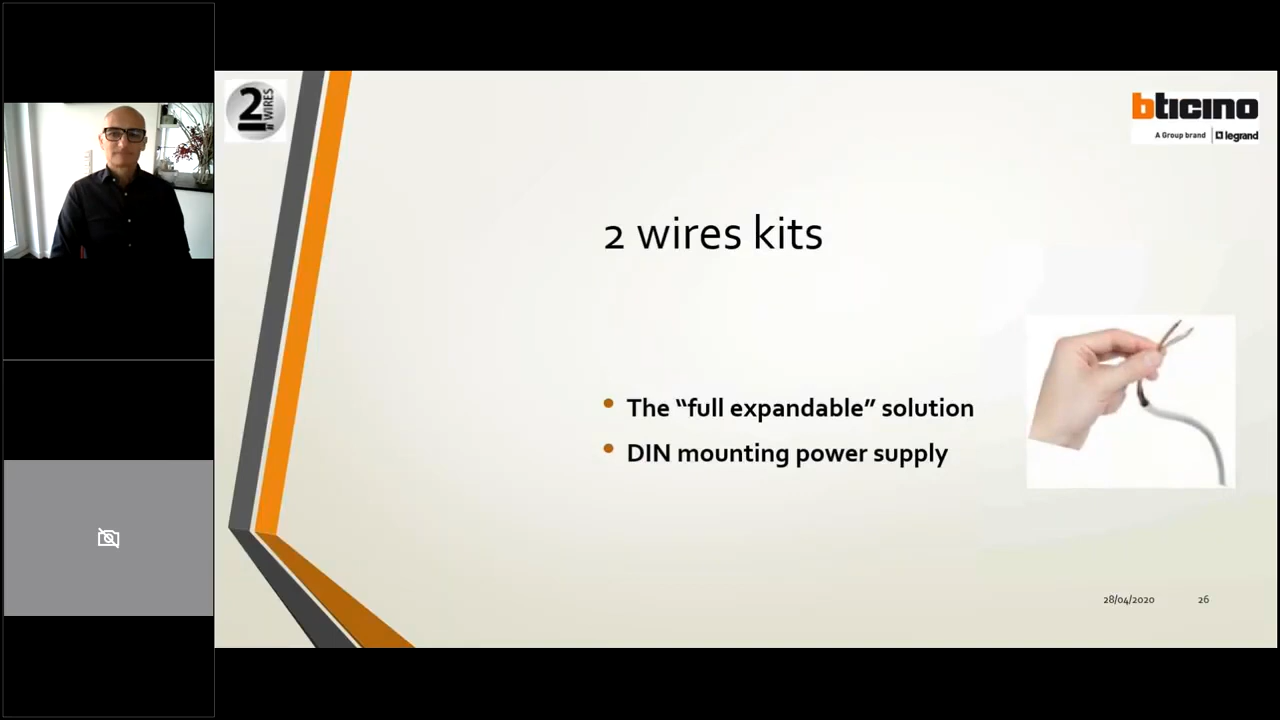 2
WIRES
bticino
A Group brand
legrand
2 wires kits
• The “full expandable” solution
• DIN mounting power supply
28/04/2020
26